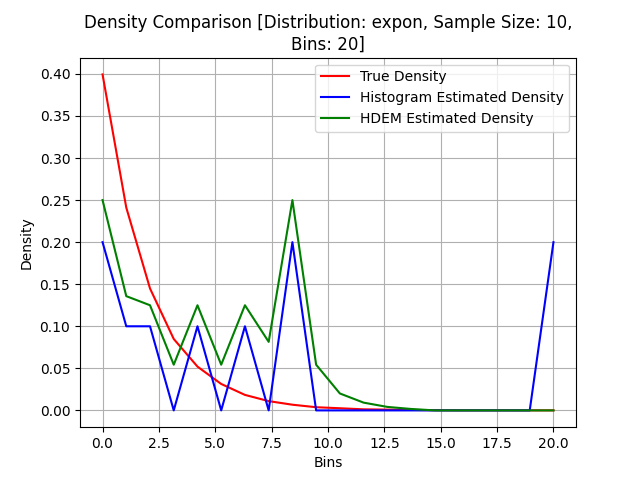 Density Comparison [Distribution: expon, Sample Size: 10,
Bins: 20]
True Density
Histogram Estimated Density
HDEM Estimated Density
Density
0.40
0.35
0.30
0.25
0.20
0.15
0.10
0.05
0.00
0.0 2.5 5.0 7.5 10.0 12.5 15.0 17.5 20.0
Bins